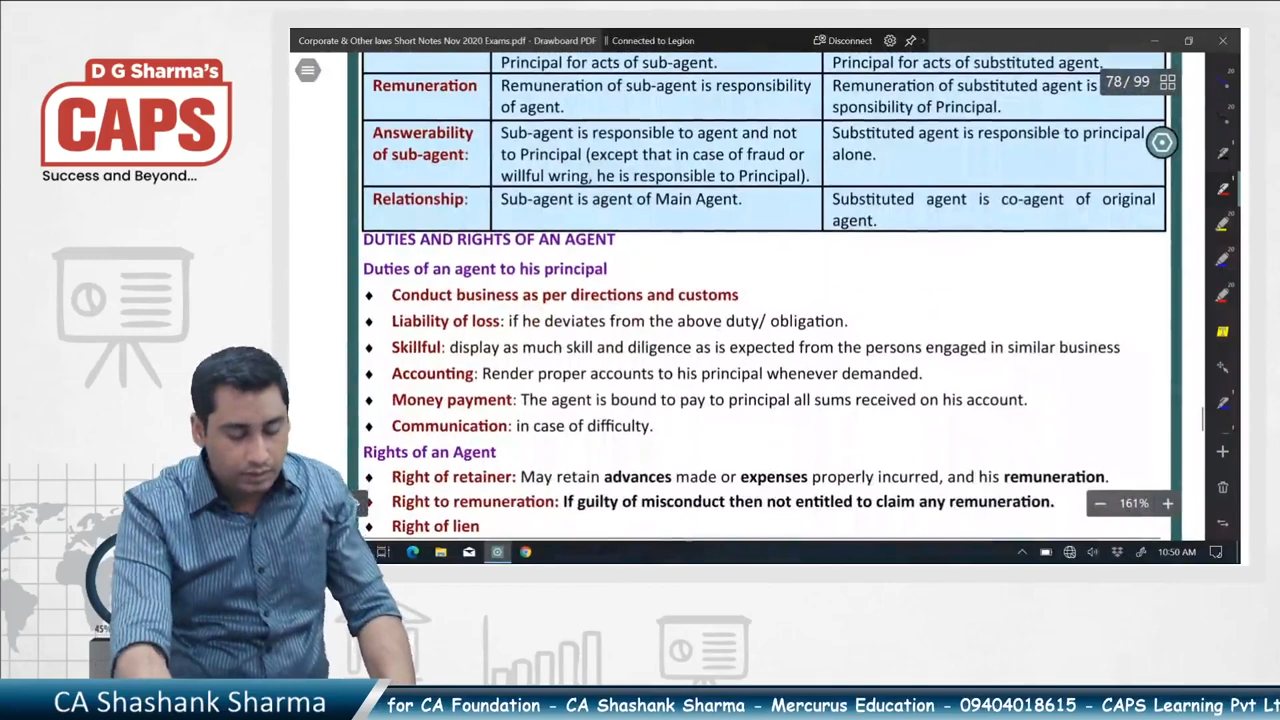 D G Sharma's
CAPS
Success and Beyond...
Corporate & Other laws Short Notes Nov 2020 Exams.pdf - Drawboard PDF
Connected to Legion
Disconnect
Principal for acts of sub-agent.
Principal for acts of substituted agent.
78 / 99
Remuneration
Remuneration of sub-agent is responsibility
of agent.
Remuneration of substituted agent is
sponsibility of Principal.
Answerability
of sub-agent:
Sub-agent is responsible to agent and not
to Principal (except that in case of fraud or
willful wring, he is responsible to Principal).
Substituted agent is responsible to principal
alone.
Relationship:
Sub-agent is agent of Main Agent.
Substituted agent is co-agent of original
agent.
DUTIES AND RIGHTS OF AN AGENT
Duties of an agent to his principal
♦ Conduct business as per directions and customs
♦ Liability of loss: if he deviates from the above duty/ obligation.
♦ Skillful: display as much skill and diligence as is expected from the persons engaged in similar business
♦ Accounting: Render proper accounts to his principal whenever demanded.
♦ Money payment: The agent is bound to pay to principal all sums received on his account.
♦ Communication: in case of difficulty.
Rights of an Agent
♦ Right of retainer: May retain advances made or expenses properly incurred, and his remuneration.
♦ Right to remuneration: If guilty of misconduct then not entitled to claim any remuneration.
♦ Right of lien
161%
10:50 AM
45%
CA Shashank Sharma
for CA Foundation - CA Shashank Sharma - Mercurus Education - 09404018615 - CAPS Learning Pvt Lt